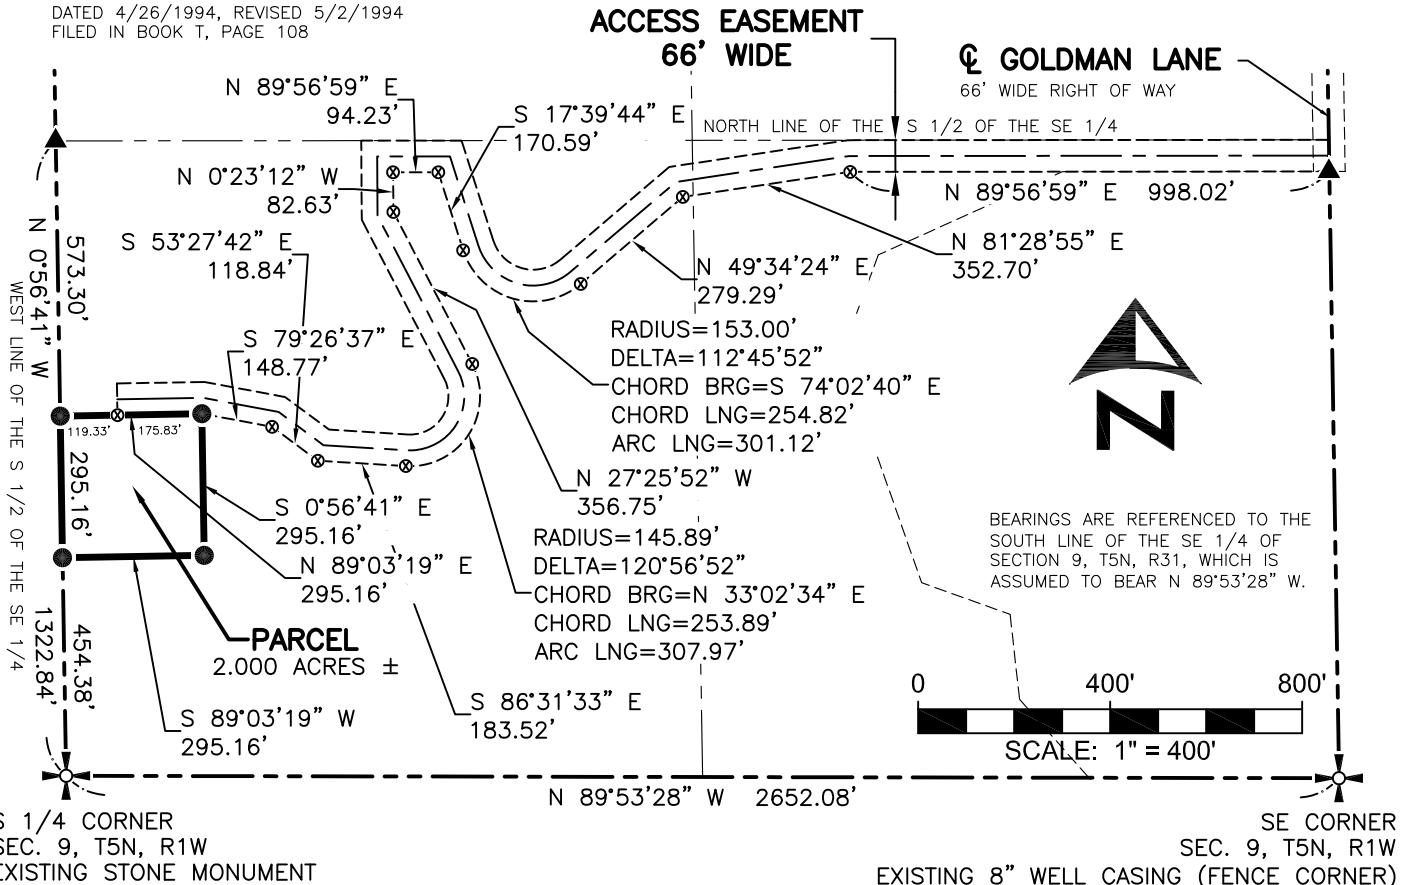 DATED 4/26/1994, REVISED 5/2/1994
FILED IN BOOK T, PAGE 108
ACCESS EASEMENT
66' WIDE
℄ GOLDMAN LANE
66' WIDE RIGHT OF WAY
N 89°56'59" E
94.23'
S 17°39'44" E
170.59'
NORTH LINE OF THE S 1/2 OF THE SE 1/4
N 0°23'12" W
82.63'
N 89°56'59" E 998.02'
S 53°27'42" E
118.84'
N 81°28'55" E
352.70'
N 49°34'24" E
279.29'
573.30'
N 0°56'41" W
WEST LINE OF THE S 1/2 OF THE SE 1/4
S 79°26'37" E
148.77'
RADIUS=153.00'
DELTA=112°45'52"
CHORD BRG=S 74°02'40" E
CHORD LNG=254.82'
ARC LNG=301.12'
N
119.33'
175.83'
295.16'
N 27°25'52" W
356.75'
S 0°56'41" E
295.16'
N 89°03'19" E
295.16'
RADIUS=145.89'
DELTA=120°56'52"
CHORD BRG=N 33°02'34" E
CHORD LNG=253.89'
ARC LNG=307.97'
BEARINGS ARE REFERENCED TO THE
SOUTH LINE OF THE SE 1/4 OF
SECTION 9, T5N, R31, WHICH IS
ASSUMED TO BEAR N 89°53'28" W.
PARCEL
2.000 ACRES ±
454.38'
1322.84'
S 86°31'33" E
183.52'
S 89°03'19" W
295.16'
0 400' 800'
SCALE: 1" = 400'
N 89°53'28" W 2652.08'
S 1/4 CORNER
SEC. 9, T5N, R1W
EXISTING STONE MONUMENT
SE CORNER
SEC. 9, T5N, R1W
EXISTING 8" WELL CASING (FENCE CORNER)